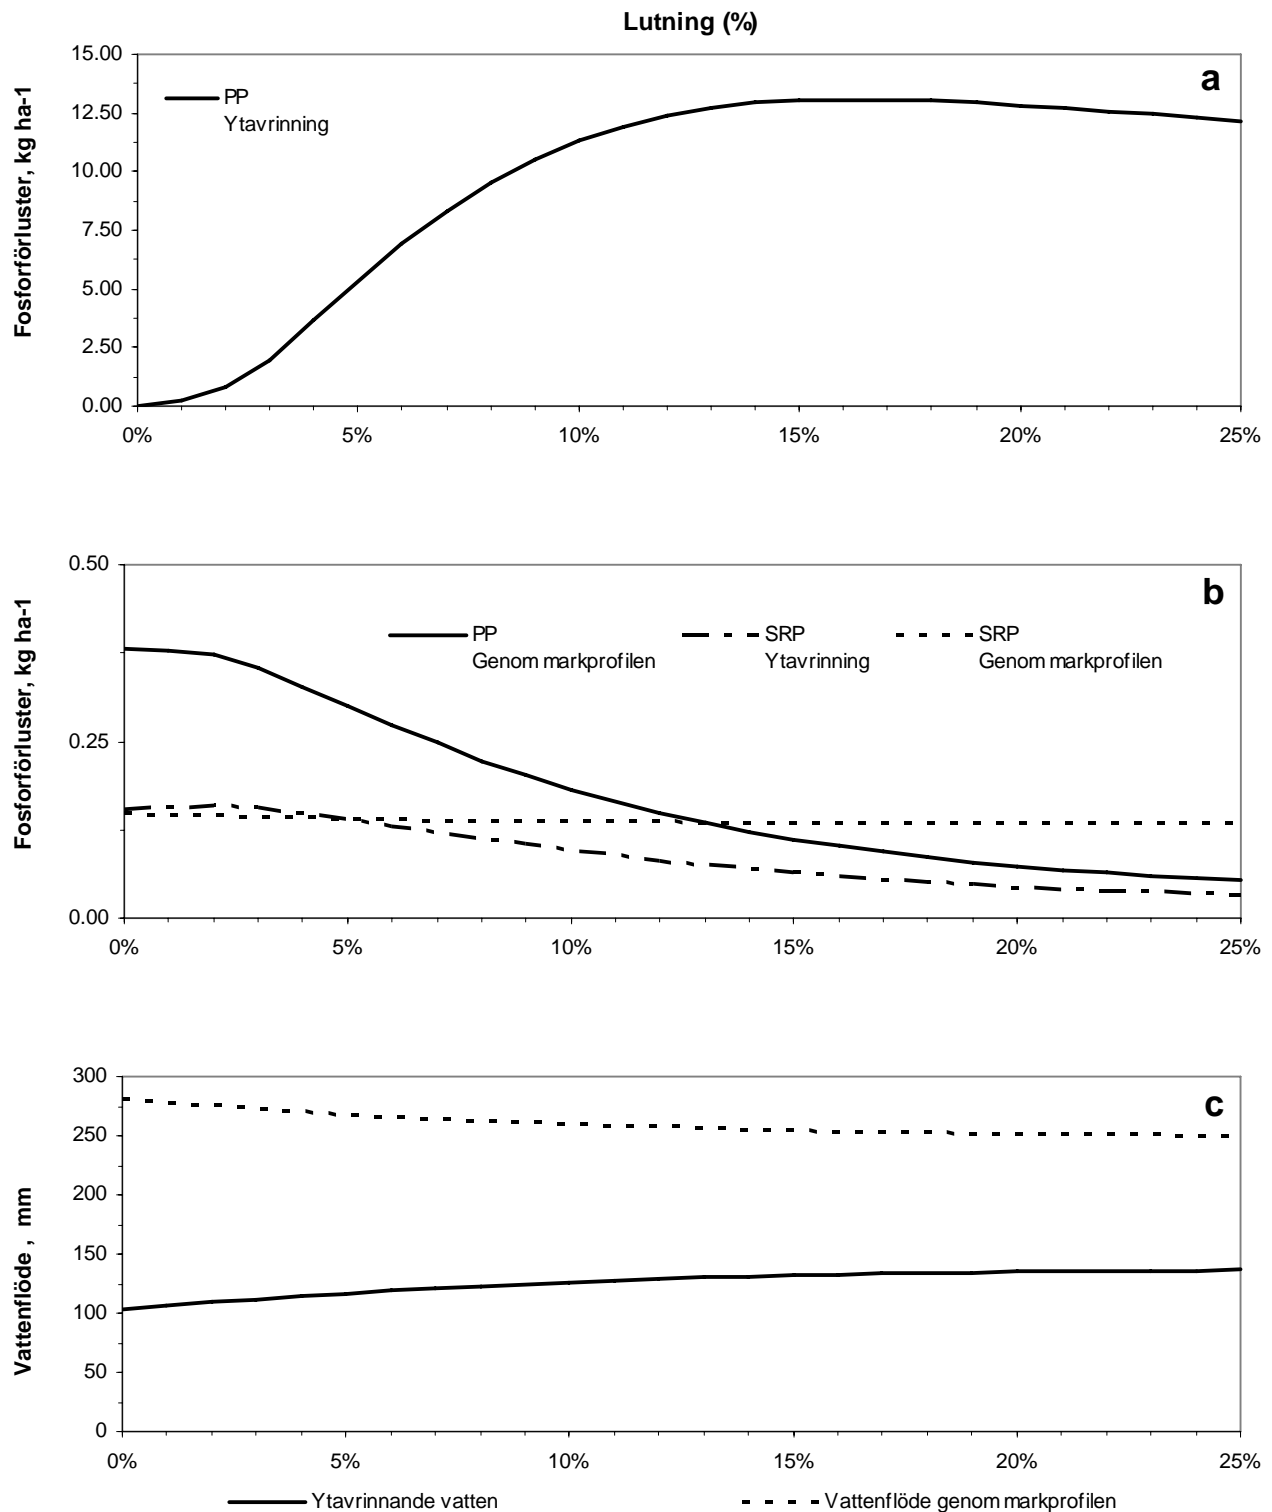 Lutning (%)
Fosforförluster, kg ha-1
15.00
12.50
10.00
7.50
5.00
2.50
0.00
a
PP
Ytavrinning
0% 5% 10% 15% 20% 25%
Fosforförluster, kg ha-1
0.50
0.25
0.00
b
PP SRP SRP
Genom markprofilen Ytavrinning Genom markprofilen
0% 5% 10% 15% 20% 25%
Vattenflöde , mm
300
250
200
150
100
50
0
c
0% 5% 10% 15% 20% 25%
Ytavrinnande vatten Vattenflöde genom markprofilen